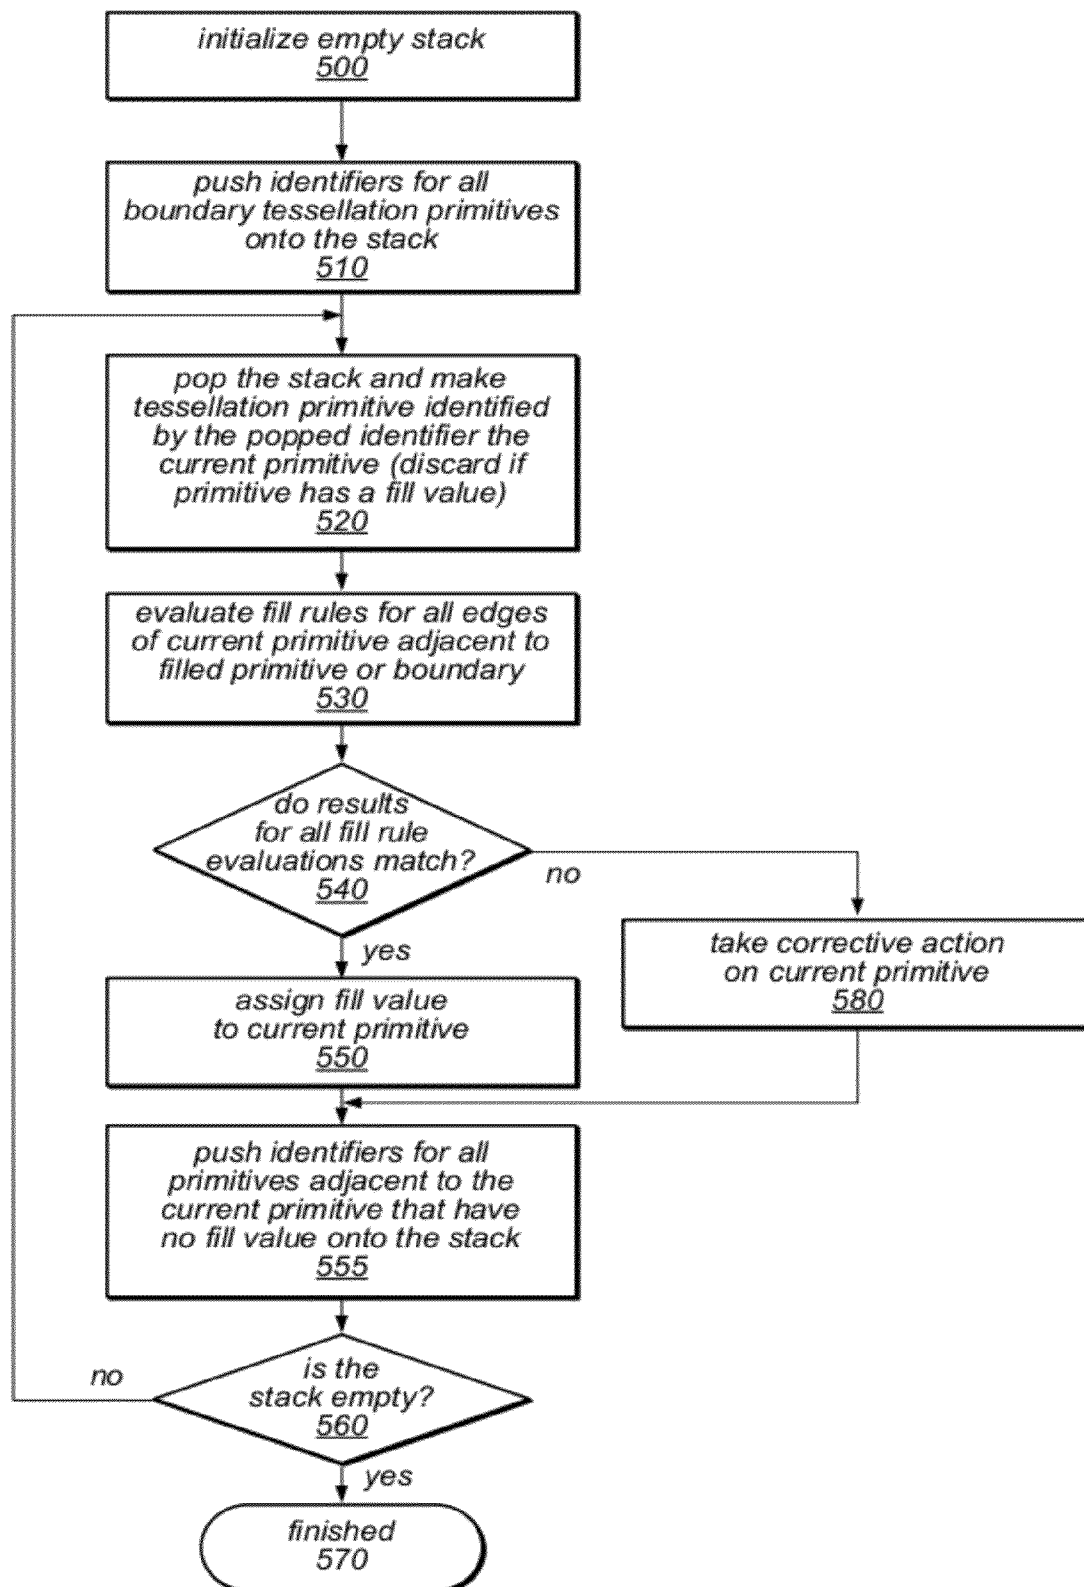 initialize empty stack
500
push identifiers for all
boundary tessellation primitives
onto the stack
510
pop the stack and make
tessellation primitive identified
by the popped identifier the
current primitive (discard if
primitive has a fill value)
520
evaluate fill rules for all edges
of current primitive adjacent to
filled primitive or boundary
530
do results
for all fill rule
evaluations match?
540
no
yes
take corrective action
on current primitive
580
assign fill value
to current primitive
550
push identifiers for all
primitives adjacent to the
current primitive that have
no fill value onto the stack
555
no
is the
stack empty?
560
yes
finished
570